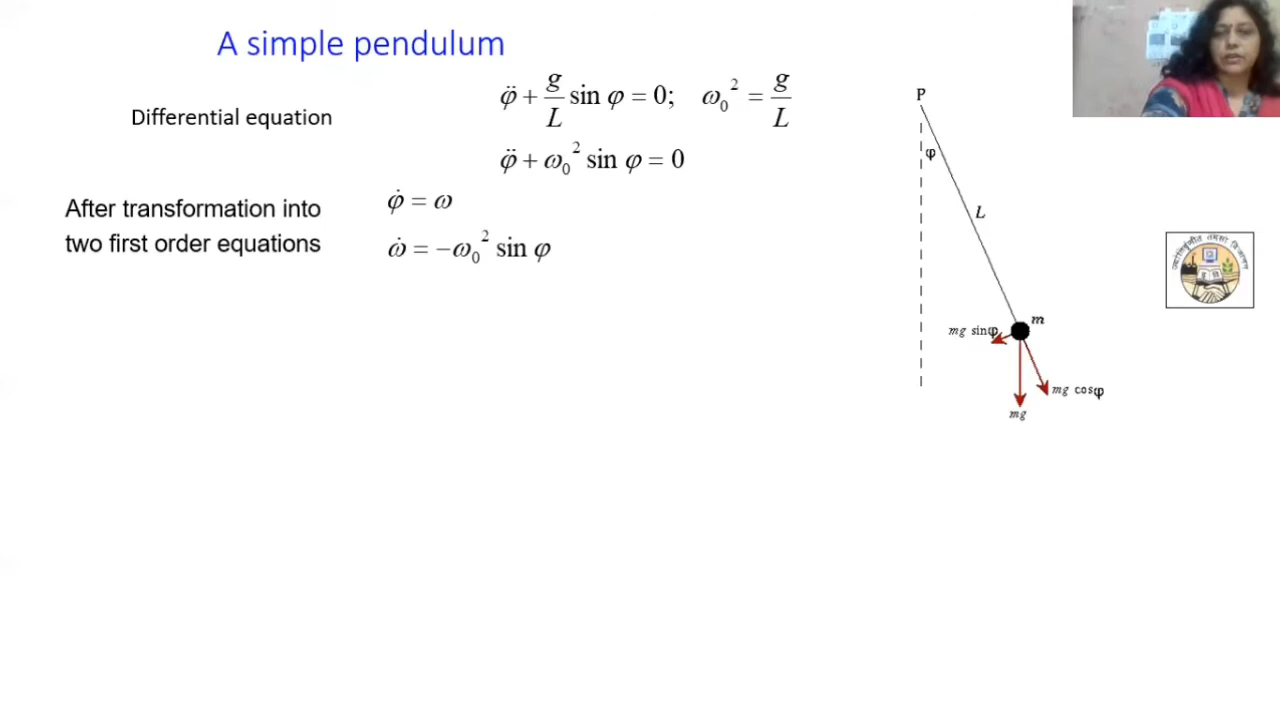 A simple pendulum
Differential equation
φ̈ + g/L sin φ = 0; ω₀² = g/L
φ̈ + ω₀² sin φ = 0
After transformation into
two first order equations
φ̇ = ω
ω̇ = −ω₀² sin φ
P
φ
L
m
mg sinφ
mg cosφ
mg